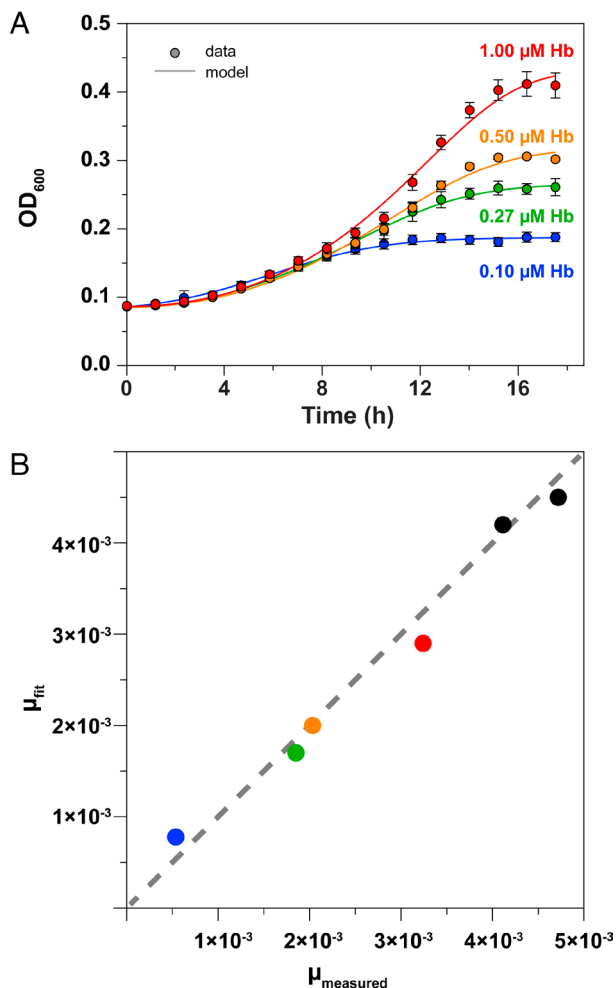 A
0.5
0.4
0.3
0.2
0.1
0.0
OD600
data
model
1.00 µM Hb
0.50 µM Hb
0.27 µM Hb
0.10 µM Hb
0 4 8 12 16
Time (h)
B
4×10⁻³
3×10⁻³
2×10⁻³
1×10⁻³
µfit
1×10⁻³ 2×10⁻³ 3×10⁻³ 4×10⁻³ 5×10⁻³
µmeasured